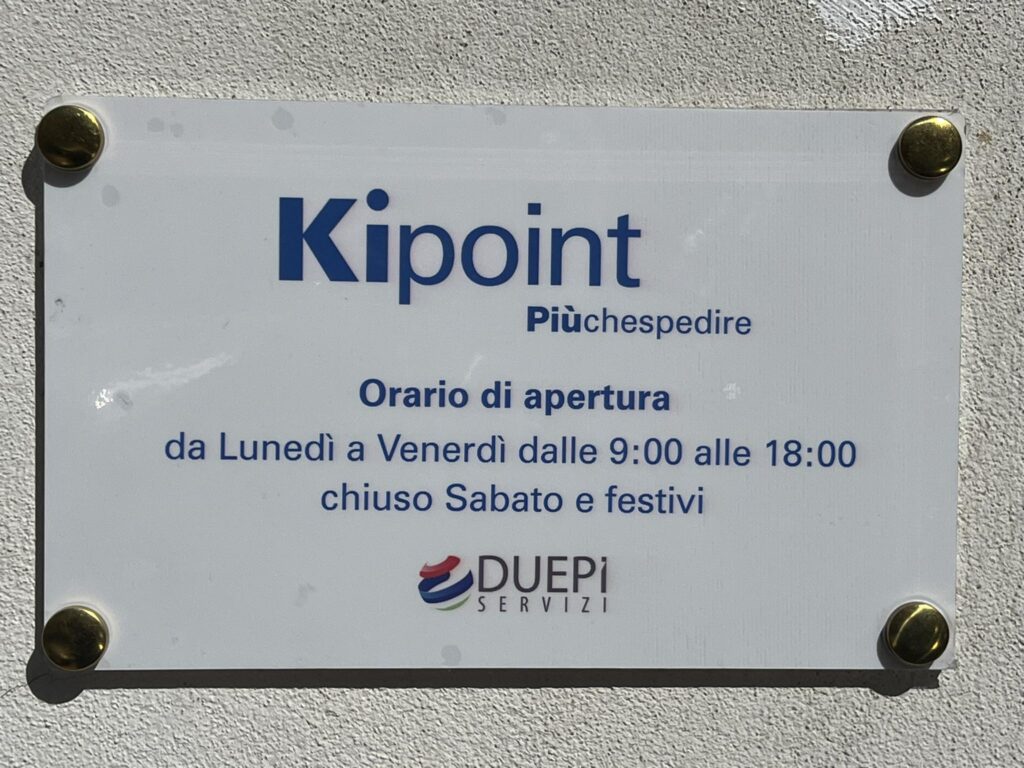 Kipoint
Piùchespedire
Orario di apertura
da Lunedì a Venerdì dalle 9:00 alle 18:00
chiuso Sabato e festivi
DUEPi
SERVIZI